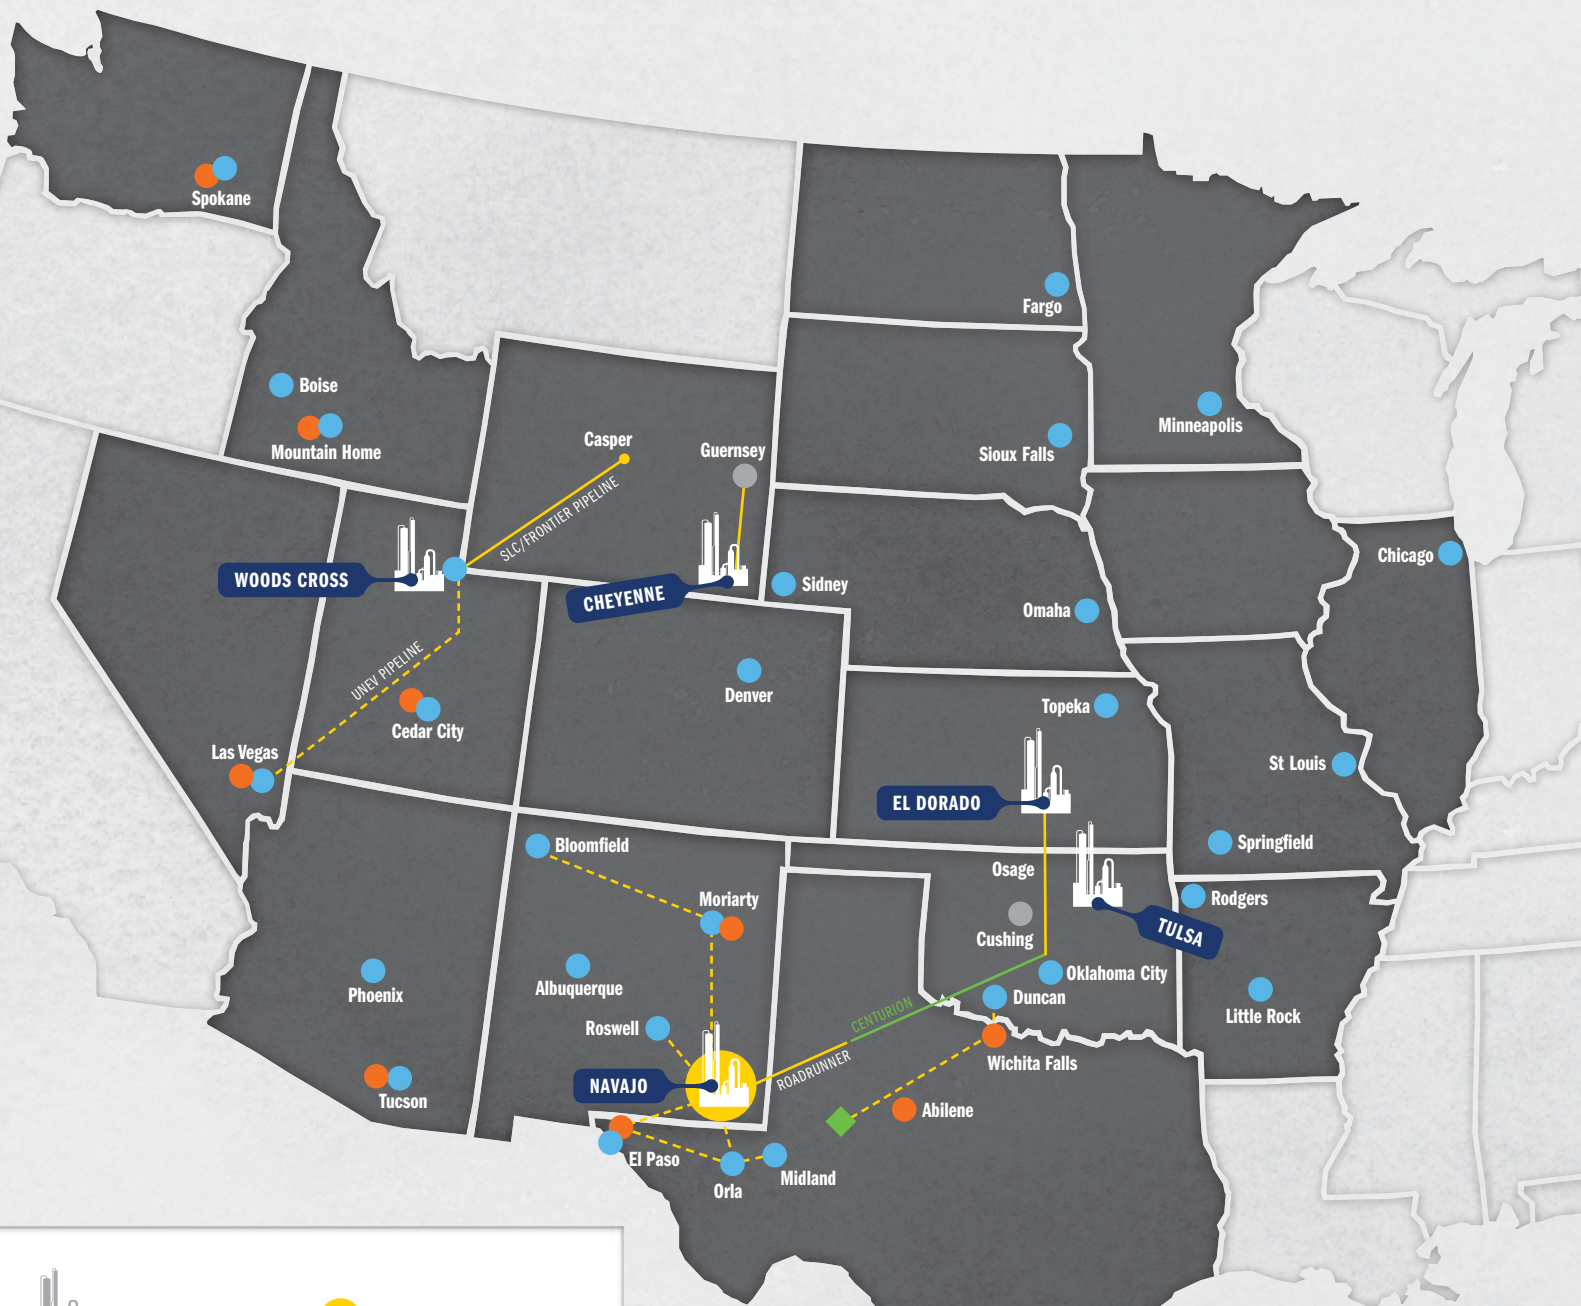 Spokane
Fargo
Boise
Mountain Home
Minneapolis
Sioux Falls
Casper
Guernsey
SLC/FRONTIER PIPELINE
Chicago
WOODS CROSS
CHEYENNE
Sidney
Omaha
UNEV PIPELINE
Denver
Topeka
Cedar City
Las Vegas
St Louis
EL DORADO
Springfield
Bloomfield
Osage
Moriarty
Rodgers
Cushing
TULSA
Oklahoma City
Phoenix
Albuquerque
Duncan
Little Rock
Roswell
CENTURION
Wichita Falls
ROADRUNNER
NAVAJO
Tucson
Abilene
El Paso
Midland
Orla